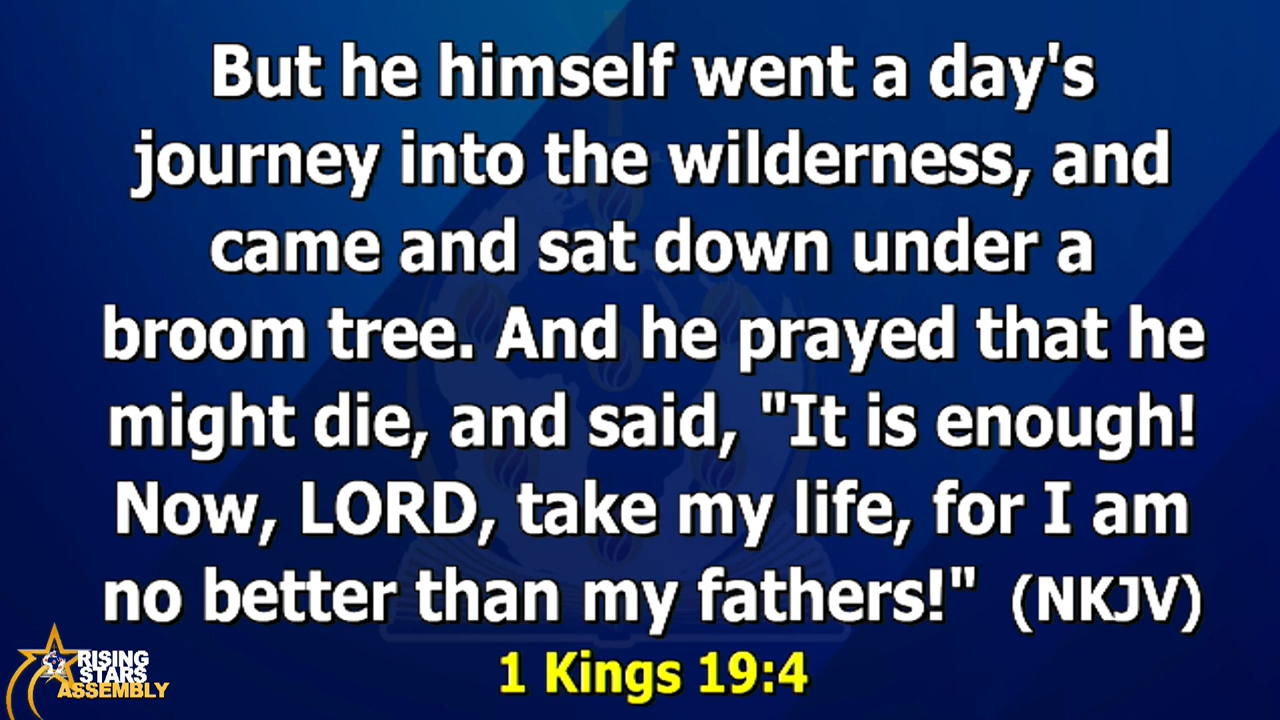 But he himself went a day's
journey into the wilderness, and
came and sat down under a
broom tree. And he prayed that he
might die, and said, "It is enough!
Now, LORD, take my life, for I am
no better than my fathers!" (NKJV)
1 Kings 19:4
RISING
STARS
ASSEMBLY